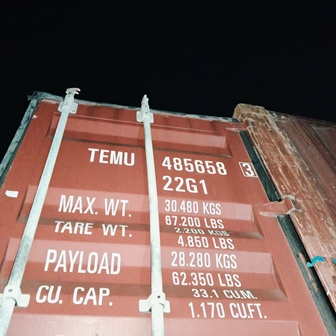 TEMU 485658 3
22G1
MAX. WT. 30.480 KGS
67.200 LBS
TARE WT. 2.200 KGS
4.850 LBS
PAYLOAD 28.280 KGS
62.350 LBS
CU. CAP. 33.1 CU.M.
1.170 CU.FT.